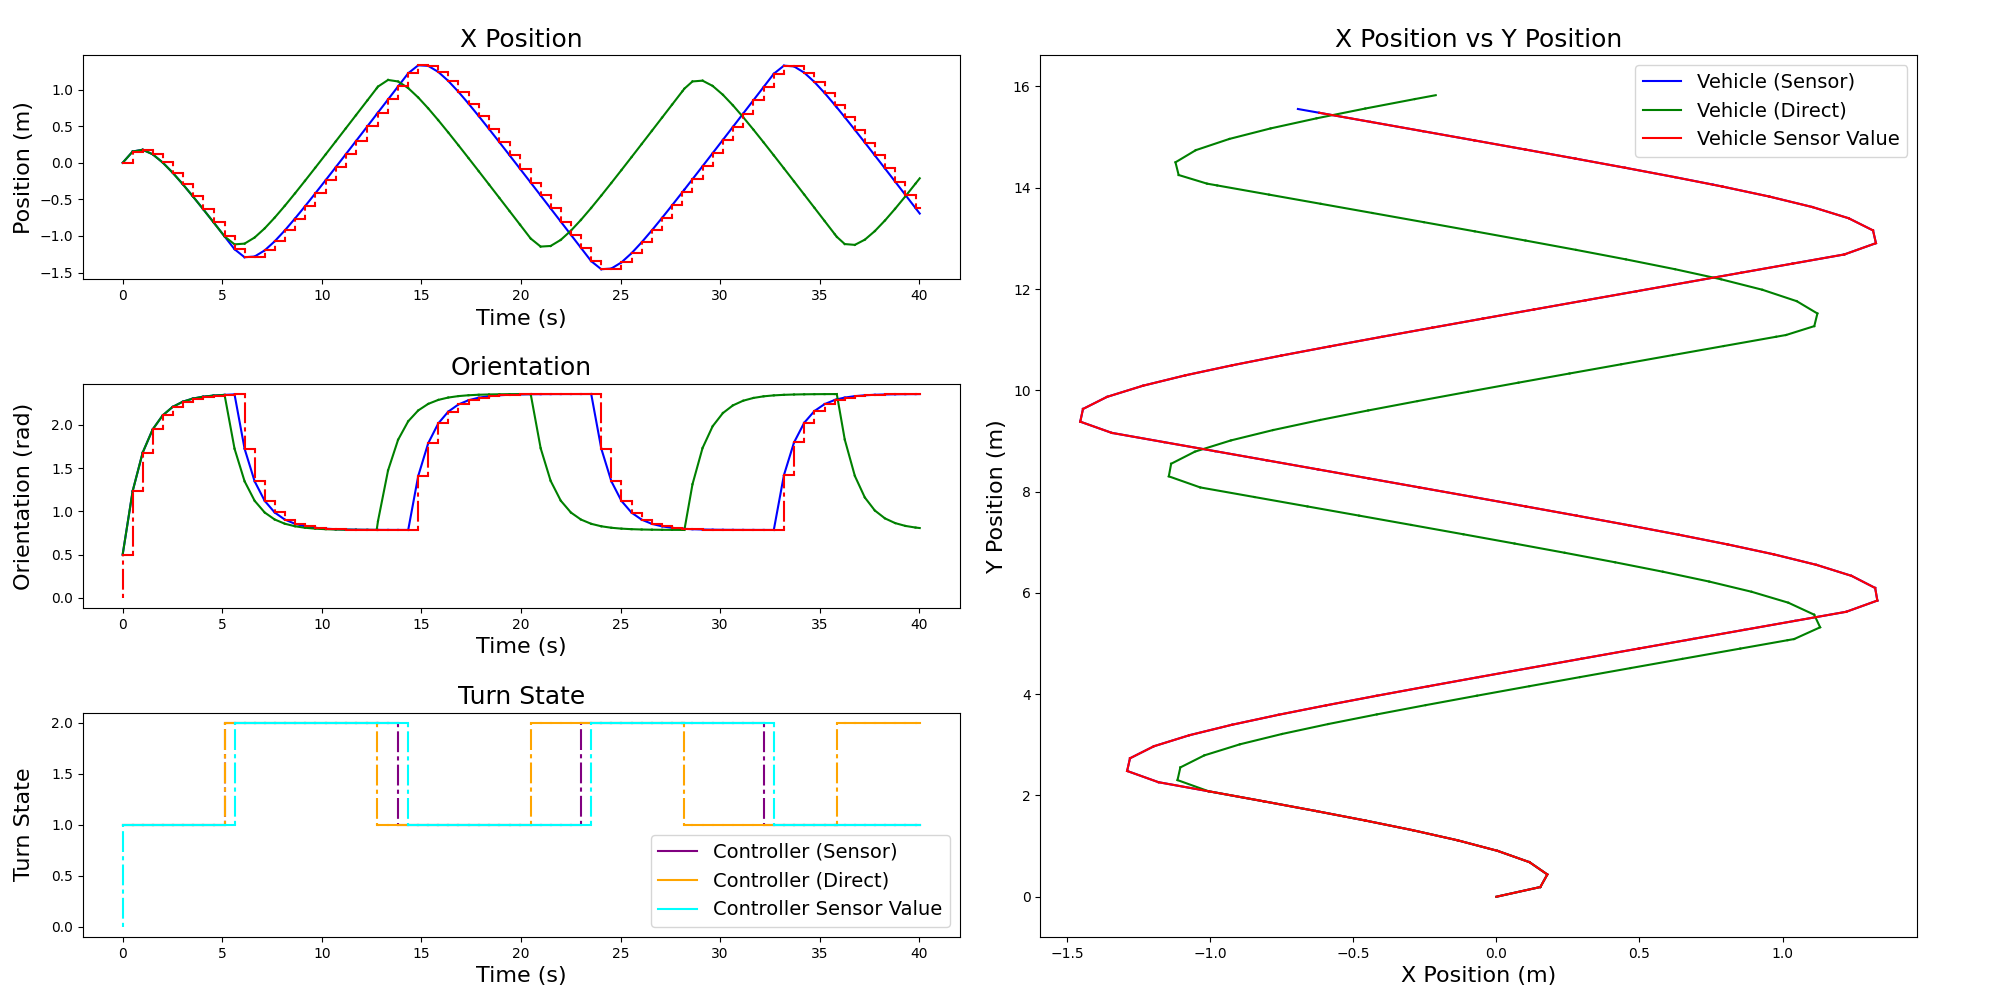 X Position
Position (m)
1.0
0.5
0.0
−0.5
−1.0
−1.5
0 5 10 15 20 25 30 35 40
Time (s)
Orientation
Orientation (rad)
2.0
1.5
1.0
0.5
0.0
0 5 10 15 20 25 30 35 40
Time (s)
Turn State
Turn State
2.0
1.5
1.0
0.5
0.0
Controller (Sensor)
Controller (Direct)
Controller Sensor Value
0 5 10 15 20 25 30 35 40
Time (s)
X Position vs Y Position
Vehicle (Sensor)
Vehicle (Direct)
Vehicle Sensor Value
Y Position (m)
16
14
12
10
8
6
4
2
0
−1.5 −1.0 −0.5 0.0 0.5 1.0
X Position (m)